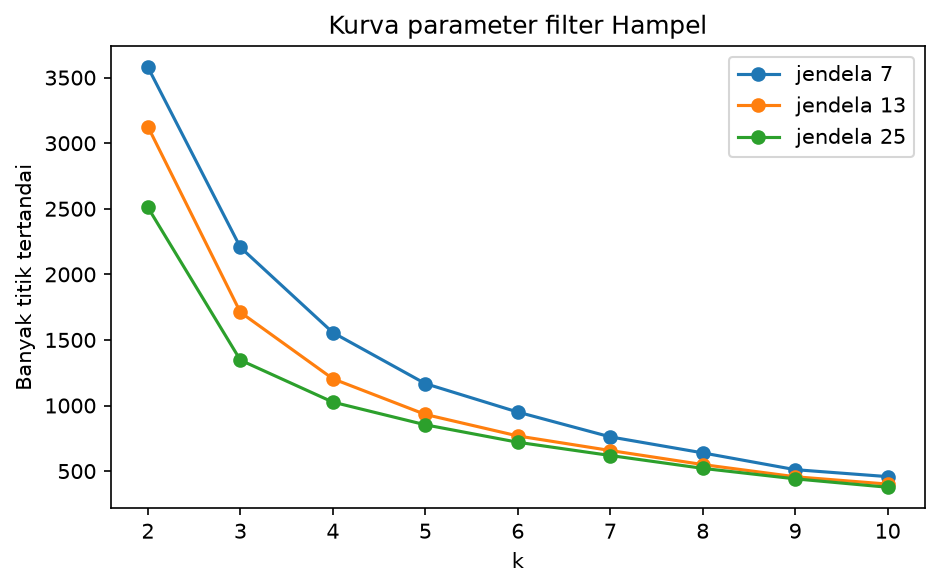 Kurva parameter filter Hampel
jendela 7
jendela 13
jendela 25
Banyak titik tertandai
3500
3000
2500
2000
1500
1000
500
2 3 4 5 6 7 8 9 10
k